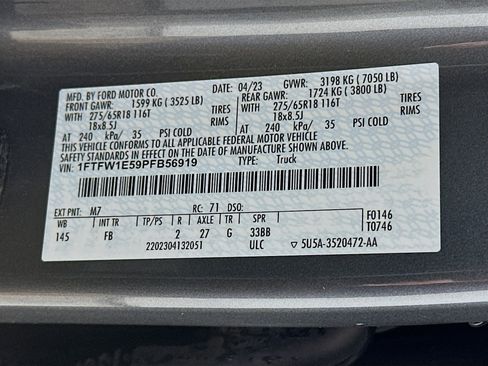 MFD. BY FORD MOTOR CO. 04/23 GVWR: 3198 KG ( 7050 LB)
FRONT GAWR: 1599 KG ( 3525 LB) REAR GAWR: 1724 KG ( 3800 LB)
WITH 275/65R18 116T TIRES WITH 275/65R18 116T TIRES
18x8.5J RIMS 18x8.5J RIMS
AT 240 kPa/ 35 PSI COLD AT 240 kPa/ 35 PSI COLD
THIS VEHICLE CONFORMS TO ALL APPLICABLE FEDERAL MOTOR VEHICLE SAFETY AND THEFT PREVENTION STANDARDS IN EFFECT ON THE DATE OF MANUFACTURE SHOWN ABOVE.
VIN: 1FTFW1E59PFB56919 TYPE: Truck
EXT PNT: M7 RC: 71 DSO: F0146
WB INT TR TP/PS R AXLE TR SPR T0746
145 FB 2 27 G 33BB
2202304132051 ULC 5U5A-3520472-AA